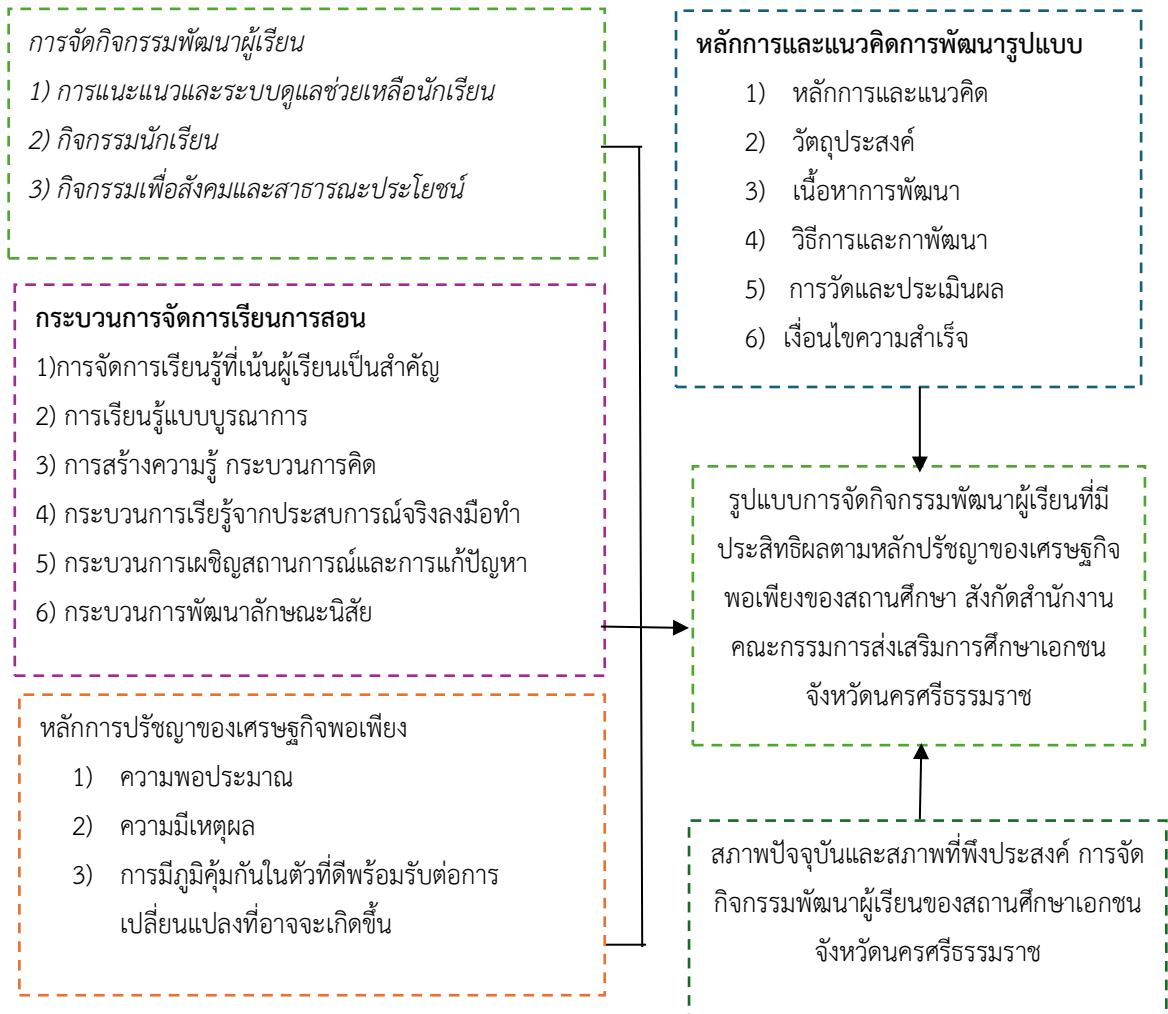 การจัดกิจกรรมพัฒนาผู้เรียน
1) การแนะแนวและระบบดูแลช่วยเหลือนักเรียน
2) กิจกรรมนักเรียน
3) กิจกรรมเพื่อสังคมและสาธารณะประโยชน์
กระบวนการจัดการเรียนการสอน
1)การจัดการเรียนรู้ที่เน้นผู้เรียนเป็นสำคัญ
2) การเรียนรู้แบบบูรณาการ
3) การสร้างความรู้ กระบวนการคิด
4) กระบวนการเรียรู้จากประสบการณ์จริงลงมือทำ
5) กระบวนการเผชิญสถานการณ์และการแก้ปัญหา
6) กระบวนการพัฒนาลักษณะนิสัย
หลักการปรัชญาของเศรษฐกิจพอเพียง
1) ความพอประมาณ
2) ความมีเหตุผล
3) การมีภูมิคุ้มกันในตัวที่ดีพร้อมรับต่อการ
เปลี่ยนแปลงที่อาจจะเกิดขึ้น
หลักการและแนวคิดการพัฒนารูปแบบ
1) หลักการและแนวคิด
2) วัตถุประสงค์
3) เนื้อหาการพัฒนา
4) วิธีการและกาพัฒนา
5) การวัดและประเมินผล
6) เงื่อนไขความสำเร็จ
รูปแบบการจัดกิจกรรมพัฒนาผู้เรียนที่มี
ประสิทธิผลตามหลักปรัชญาของเศรษฐกิจ
พอเพียงของสถานศึกษา สังกัดสำนักงาน
คณะกรรมการส่งเสริมการศึกษาเอกชน
จังหวัดนครศรีธรรมราช
สภาพปัจจุบันและสภาพที่พึงประสงค์ การจัด
กิจกรรมพัฒนาผู้เรียนของสถานศึกษาเอกชน
จังหวัดนครศรีธรรมราช